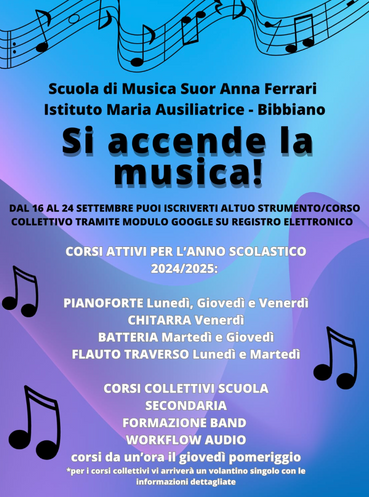 Scuola di Musica Suor Anna Ferrari
Istituto Maria Ausiliatrice - Bibbiano
Si accende la
musica!
DAL 16 AL 24 SETTEMBRE PUOI ISCRIVERTI ALTUO STRUMENTO/CORSO
COLLETTIVO TRAMITE MODULO GOOGLE SU REGISTRO ELETTRONICO
CORSI ATTIVI PER L'ANNO SCOLASTICO
2024/2025:
PIANOFORTE Lunedì, Giovedì e Venerdì
CHITARRA Venerdì
BATTERIA Martedì e Giovedì
FLAUTO TRAVERSO Lunedì e Martedì
CORSI COLLETTIVI SCUOLA
SECONDARIA
FORMAZIONE BAND
WORKFLOW AUDIO
corsi da un'ora il giovedì pomeriggio
*per i corsi collettivi vi arriverà un volantino singolo con le
informazioni dettagliate